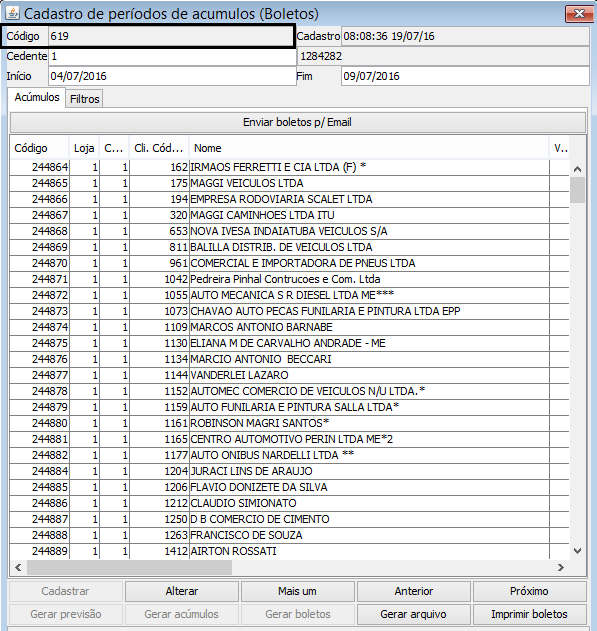 Cadastro de períodos de acumulos (Boletos)
Código 619 Cadastro 08:08:36 19/07/16
Cedente 1 1284282
Início 04/07/2016 Fim 09/07/2016
Acúmulos Filtros
Enviar boletos p/ Email
Código Loja C... Cli. Cód... Nome V..
244864 1 1 162 IRMAOS FERRETTI E CIA LTDA (F) *
244865 1 1 175 MAGGI VEICULOS LTDA
244866 1 1 194 EMPRESA RODOVIARIA SCALET LTDA
244867 1 1 320 MAGGI CAMINHOES LTDA ITU
244868 1 1 653 NOVA IVESA INDAIATUBA VEICULOS S/A
244869 1 1 811 BALILLA DISTRIB. DE VEICULOS LTDA
244870 1 1 961 COMERCIAL E IMPORTADORA DE PNEUS LTDA
244871 1 1 1042 Pedreira Pinhal Contrucoes e Com. Ltda
244872 1 1 1055 AUTO MECANICA S R DIESEL LTDA ME***
244873 1 1 1073 CHAVAO AUTO PECAS FUNILARIA E PINTURA LTDA EPP
244874 1 1 1109 MARCOS ANTONIO BARNABE
244875 1 1 1130 ELIANA M DE CARVALHO ANDRADE - ME
244876 1 1 1134 MARCIO ANTONIO  BECCARI
244877 1 1 1144 VANDERLEI LAZARO
244878 1 1 1152 AUTOMEC COMERCIO DE VEICULOS N/U LTDA.*
244879 1 1 1159 AUTO FUNILARIA E PINTURA SALLA LTDA*
244880 1 1 1161 ROBINSON MAGRI SANTOS*
244881 1 1 1165 CENTRO AUTOMOTIVO PERIN LTDA ME*2
244882 1 1 1177 AUTO ONIBUS NARDELLI LTDA **
244884 1 1 1204 JURACI LINS DE ARAUJO
244885 1 1 1206 FLAVIO DONIZETE DA SILVA
244886 1 1 1212 CLAUDIO SIMIONATO
244887 1 1 1250 D B COMERCIO DE CIMENTO
244888 1 1 1263 FRANCISCO DE SOUZA
244889 1 1 1412 AIRTON ROSSATI
Cadastrar Alterar Mais um Anterior Próximo
Gerar previsão Gerar acúmulos Gerar boletos Gerar arquivo Imprimir boletos